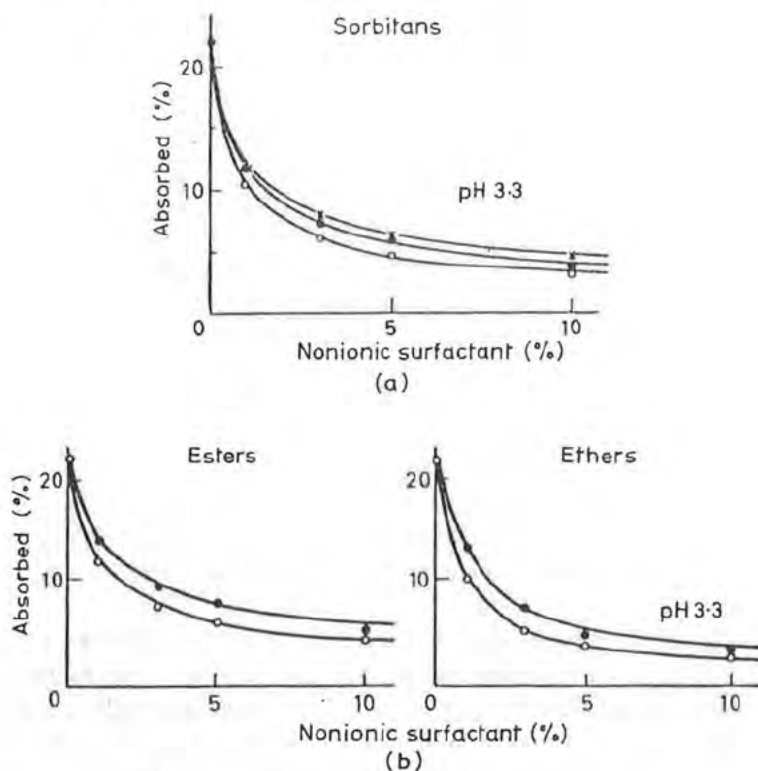 Sorbitans
20
10
Absorbed (%)
pH 3·3
0
5
10
Nonionic surfactant (%)
(a)
Esters
20
10
Absorbed (%)
0
5
10
Ethers
20
10
pH 3·3
0
5
10
Nonionic surfactant (%)
(b)